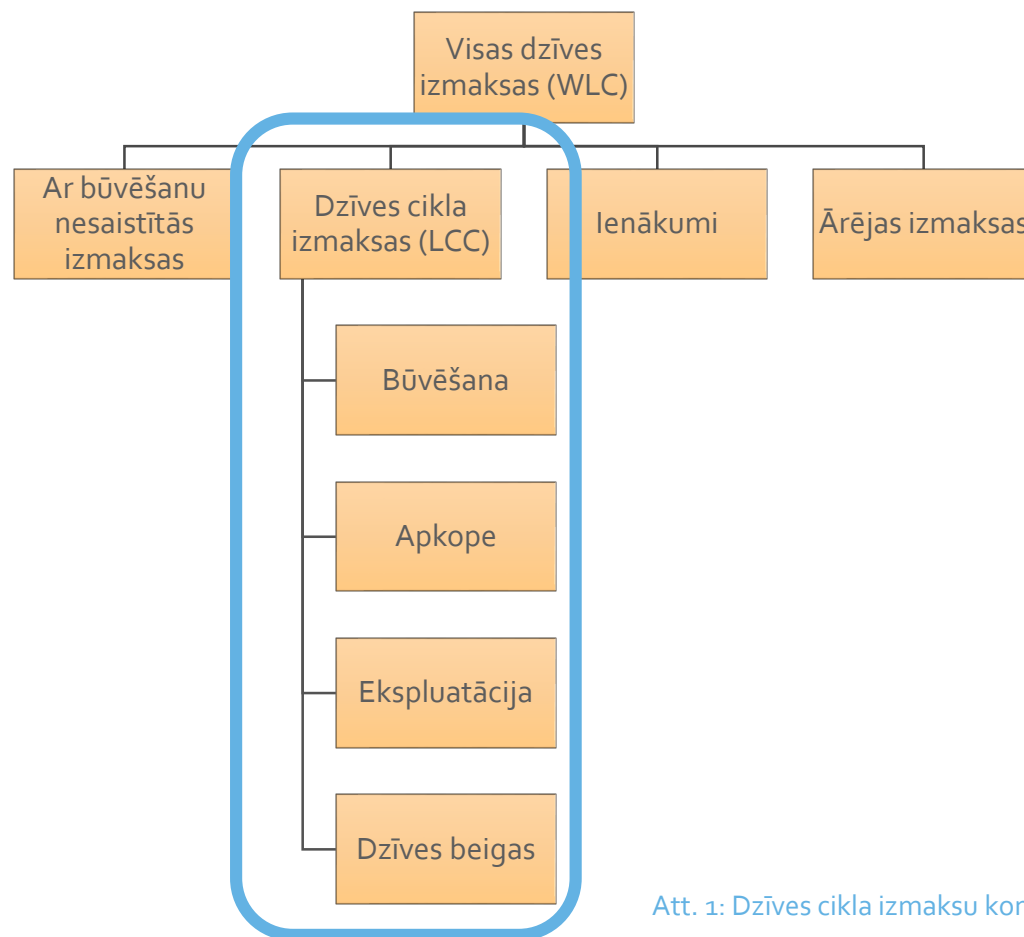 Visas dzīves
izmaksas (WLC)
Ar būvēšanu
nesaistītās
izmaksas
Dzīves cikla
izmaksas (LCC)
Ienākumi
Ārējas izmaksas
Būvēšana
Apkope
Ekspluatācija
Dzīves beigas
Att. 1: Dzīves cikla izmaksu